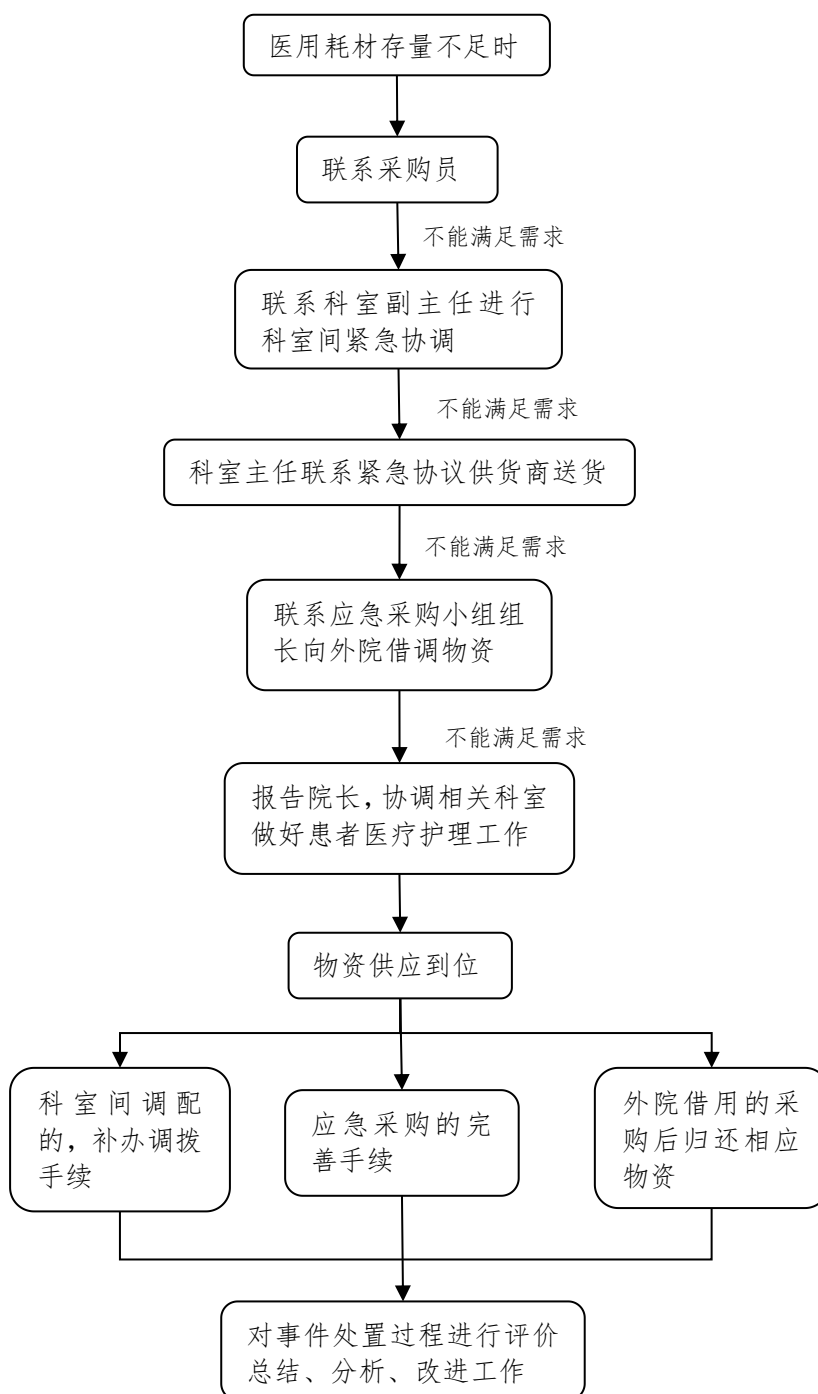 医用耗材存量不足时
联系采购员
不能满足需求
联系科室副主任进行
科室间紧急协调
不能满足需求
科室主任联系紧急协议供货商送货
不能满足需求
联系应急采购小组组
长向外院借调物资
不能满足需求
报告院长，协调相关科室
做好患者医疗护理工作
物资供应到位
科室间调配
的，补办调拨
手续
应急采购的完
善手续
外院借用的采
购后归还相应
物资
对事件处置过程进行评价
总结、分析、改进工作